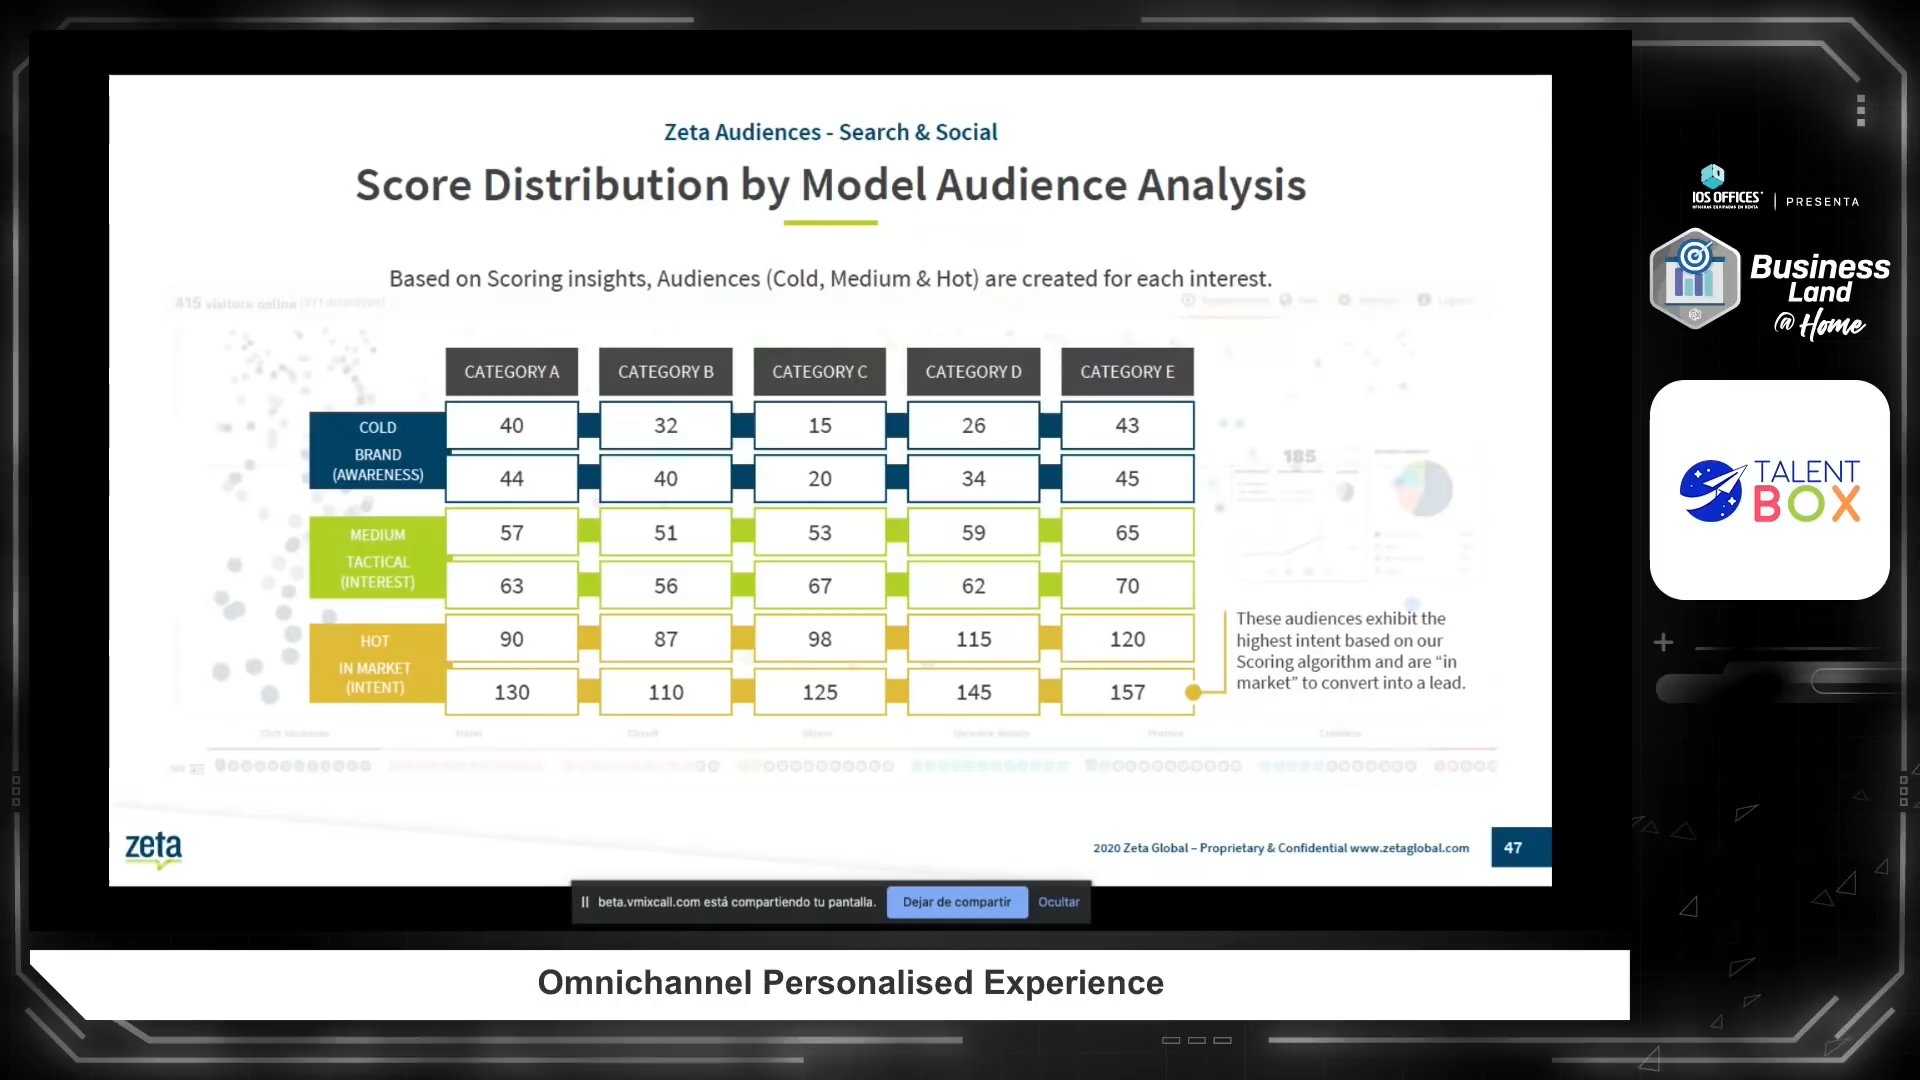 Zeta Audiences - Search & Social
Score Distribution by Model Audience Analysis
Based on Scoring insights, Audiences (Cold, Medium & Hot) are created for each interest.
415 visitors online
185
CATEGORY A CATEGORY B CATEGORY C CATEGORY D CATEGORY E
COLD
BRAND
(AWARENESS)
40 32 15 26 43
44 40 20 34 45
MEDIUM
TACTICAL
(INTEREST)
57 51 53 59 65
63 56 67 62 70
HOT
IN MARKET
(INTENT)
90 87 98 115 120
130 110 125 145 157
These audiences exhibit the
highest intent based on our
Scoring algorithm and are “in
market” to convert into a lead.
zeta
2020 Zeta Global – Proprietary & Confidential www.zetaglobal.com
47
beta.vmixcall.com está compartiendo tu pantalla. Dejar de compartir Ocultar
Omnichannel Personalised Experience
IOS OFFICES
PRESENTA
Business
Land
@ Home
TALENT
BOX